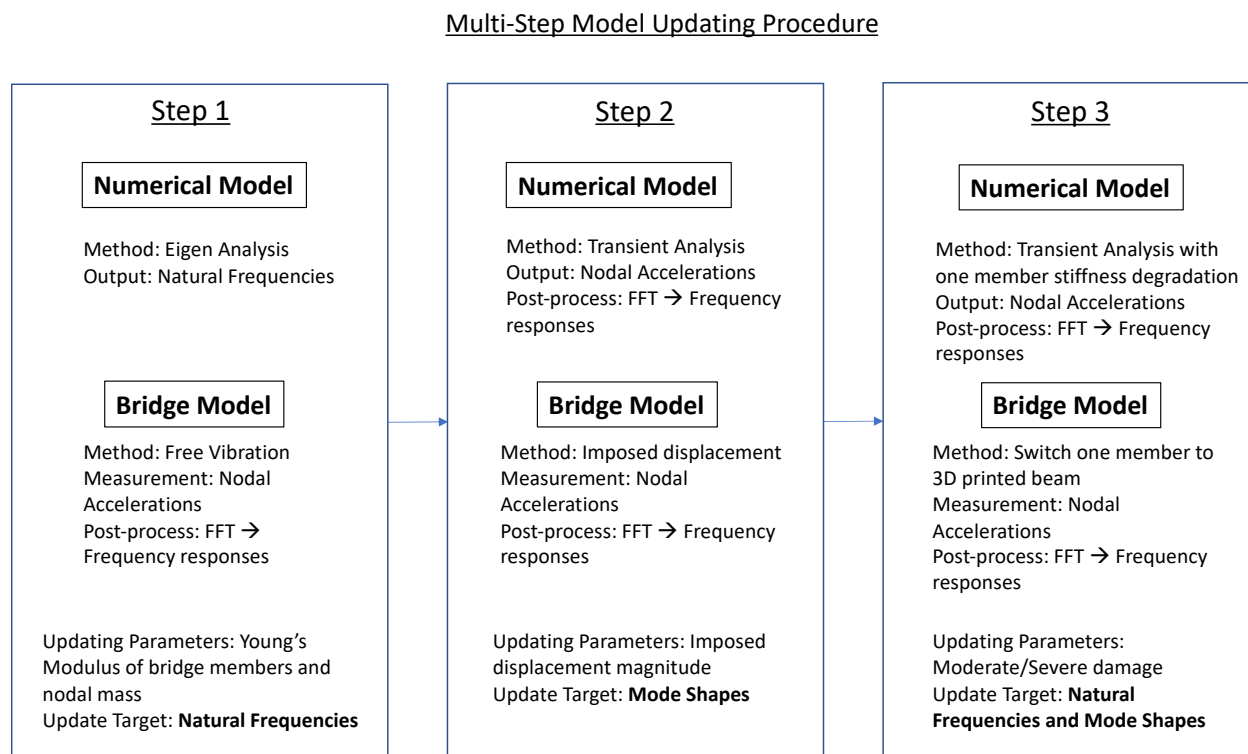 Multi-Step Model Updating Procedure
Step 1
Numerical Model
Method: Eigen Analysis
Output: Natural Frequencies
Bridge Model
Method: Free Vibration
Measurement: Nodal
Accelerations
Post-process: FFT →
Frequency responses
Updating Parameters: Young’s
Modulus of bridge members and
nodal mass
Update Target: Natural Frequencies
Step 2
Numerical Model
Method: Transient Analysis
Output: Nodal Accelerations
Post-process: FFT → Frequency
responses
Bridge Model
Method: Imposed displacement
Measurement: Nodal
Accelerations
Post-process: FFT → Frequency
responses
Updating Parameters: Imposed
displacement magnitude
Update Target: Mode Shapes
Step 3
Numerical Model
Method: Transient Analysis with
one member stiffness degradation
Output: Nodal Accelerations
Post-process: FFT → Frequency
responses
Bridge Model
Method: Switch one member to
3D printed beam
Measurement: Nodal
Accelerations
Post-process: FFT → Frequency
responses
Updating Parameters:
Moderate/Severe damage
Update Target: Natural
Frequencies and Mode Shapes